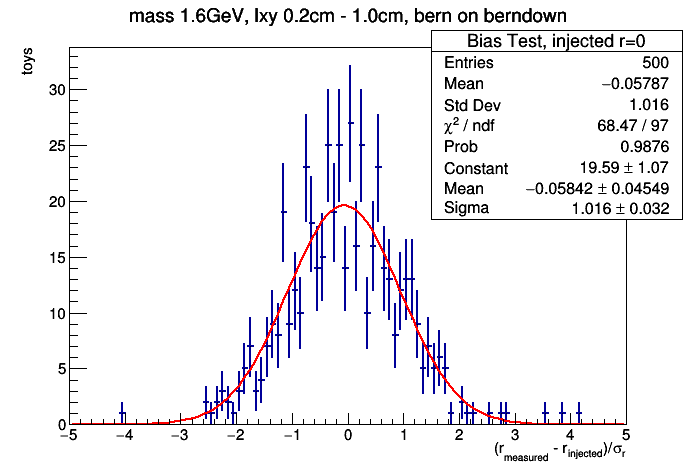 mass 1.6GeV, lxy 0.2cm - 1.0cm, bern on berndown
Bias Test, injected r=0
Entries 500
Mean −0.05787
Std Dev 1.016
χ² / ndf 68.47 / 97
Prob 0.9876
Constant 19.59 ± 1.07
Mean −0.05842 ± 0.04549
Sigma 1.016 ± 0.032
toys
30
25
20
15
10
5
0
−5 −4 −3 −2 −1 0 1 2 3 4 5
(r_measured - r_injected)/σ_r